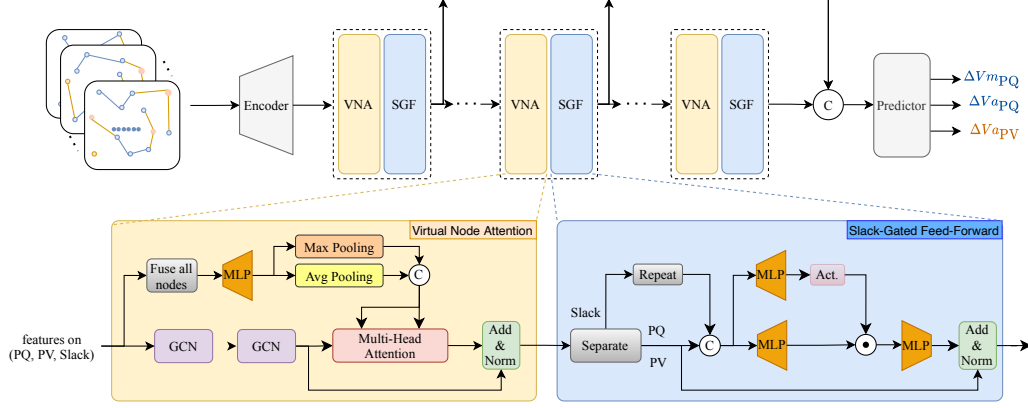 Encoder
VNA
SGF
VNA
SGF
VNA
SGF
C
Predictor
ΔVm_PQ
ΔVa_PQ
ΔVa_PV
Virtual Node Attention
Slack-Gated Feed-Forward
Fuse all
nodes
MLP
Max Pooling
Avg Pooling
C
features on
(PQ, PV, Slack)
GCN
GCN
Multi-Head
Attention
Add
&
Norm
Slack
Repeat
Separate
PQ
PV
C
MLP
Act.
MLP
MLP
Add
&
Norm